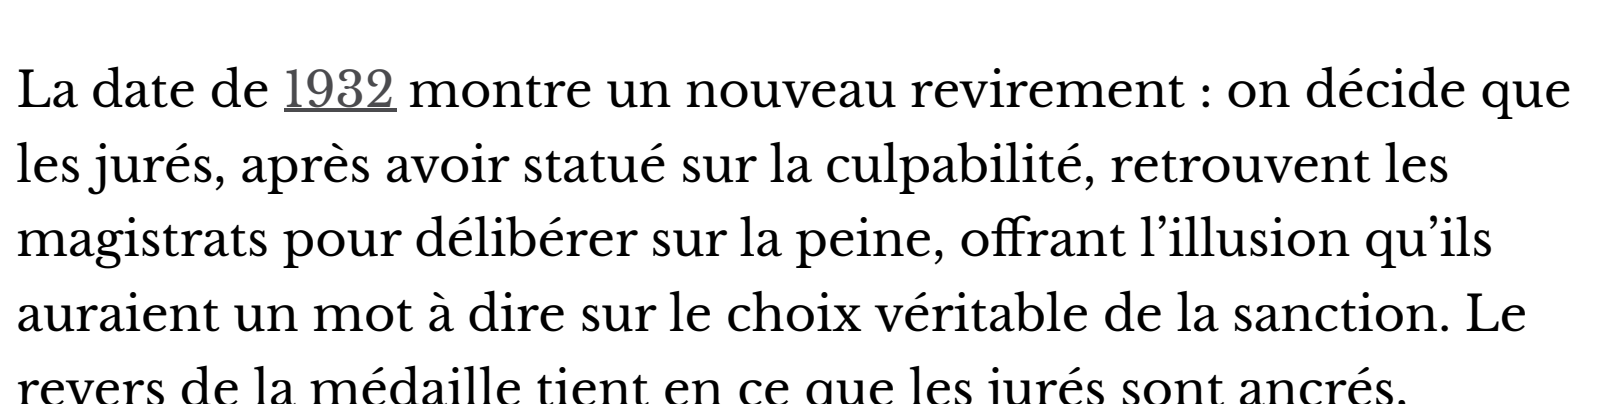 La date de 1932 montre un nouveau revirement : on décide que
les jurés, après avoir statué sur la culpabilité, retrouvent les
magistrats pour délibérer sur la peine, offrant l’illusion qu’ils
auraient un mot à dire sur le choix véritable de la sanction. Le
revers de la médaille tient en ce que les jurés sont ancrés,